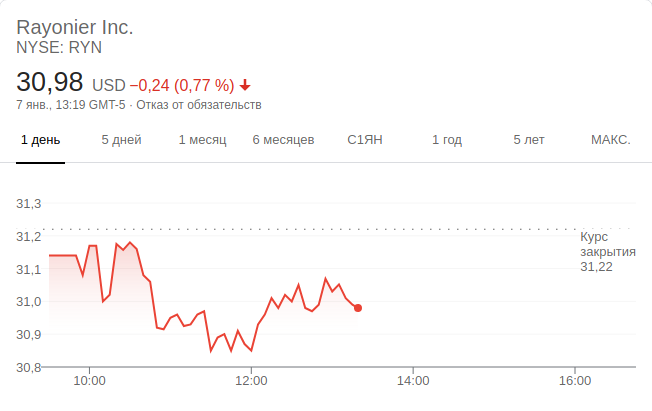 Rayonier Inc.
NYSE: RYN
30,98 USD −0,24 (0,77 %)
7 янв., 13:19 GMT-5 · Отказ от обязательств
1 день 5 дней 1 месяц 6 месяцев С1ЯН 1 год 5 лет МАКС.
31,3
31,2
Курс
закрытия
31,22
31,1
31,0
30,9
30,8
10:00 12:00 14:00 16:00